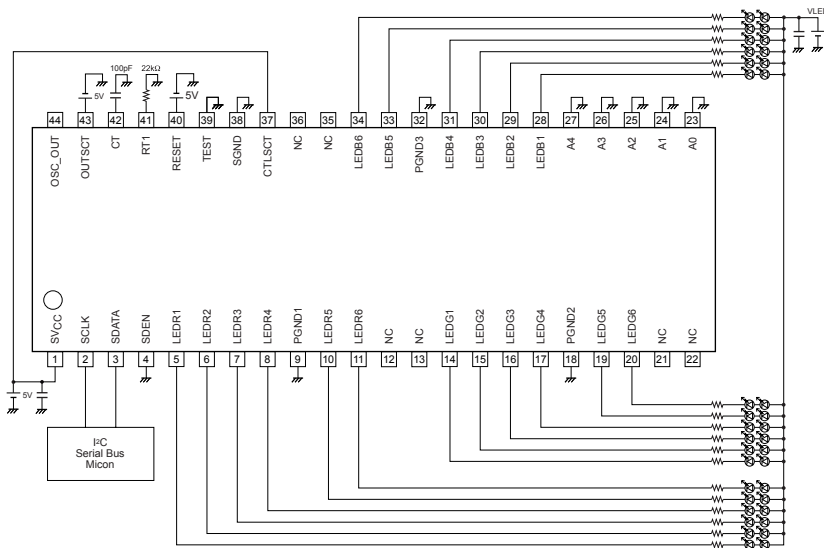 VLED
100pF 22kΩ
5V 5V
44 43 42 41 40 39 38 37 36 35 34 33 32 31 30 29 28 27 26 25 24 23
OSC_OUT OUTSCT CT RT1 RESET TEST SGND CTLSCT NC NC LEDB6 LEDB5 PGND3 LEDB4 LEDB3 LEDB2 LEDB1 A4 A3 A2 A1 A0
SVCC SCLK SDATA SDEN LEDR1 LEDR2 LEDR3 LEDR4 PGND1 LEDR5 LEDR6 NC NC LEDG1 LEDG2 LEDG3 LEDG4 PGND2 LEDG5 LEDG6 NC NC
1 2 3 4 5 6 7 8 9 10 11 12 13 14 15 16 17 18 19 20 21 22
5V
I²C
Serial Bus
Micon